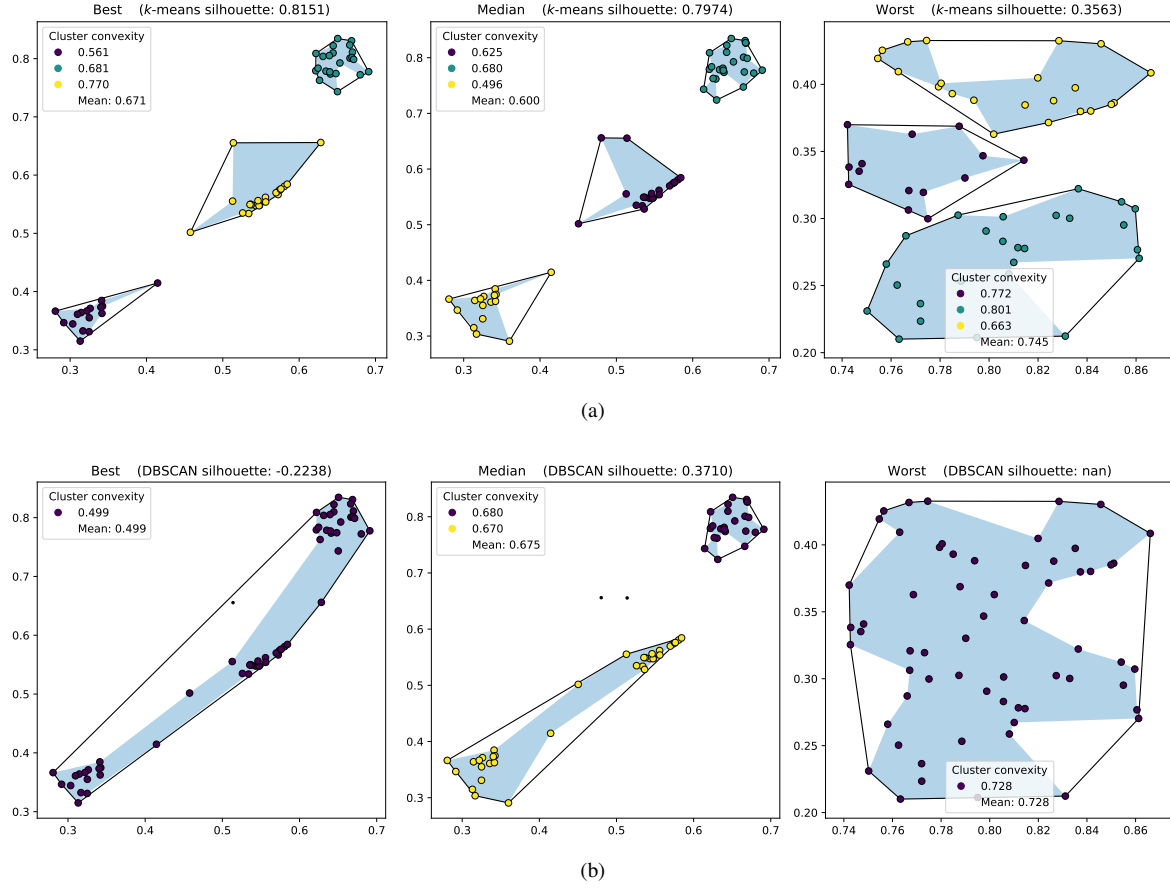 Best (k-means silhouette: 0.8151)
Cluster convexity
0.561
0.681
0.770
Mean: 0.671
0.8
0.7
0.6
0.5
0.4
0.3
0.3 0.4 0.5 0.6 0.7
Median (k-means silhouette: 0.7974)
Cluster convexity
0.625
0.680
0.496
Mean: 0.600
0.8
0.7
0.6
0.5
0.4
0.3
0.3 0.4 0.5 0.6 0.7
Worst (k-means silhouette: 0.3563)
0.40
0.35
0.30
0.25
0.20
Cluster convexity
0.772
0.801
0.663
Mean: 0.745
0.74 0.76 0.78 0.80 0.82 0.84 0.86
(a)
Best (DBSCAN silhouette: -0.2238)
Cluster convexity
0.499
Mean: 0.499
0.8
0.7
0.6
0.5
0.4
0.3
0.3 0.4 0.5 0.6 0.7
Median (DBSCAN silhouette: 0.3710)
Cluster convexity
0.680
0.670
Mean: 0.675
0.8
0.7
0.6
0.5
0.4
0.3
0.3 0.4 0.5 0.6 0.7
Worst (DBSCAN silhouette: nan)
0.40
0.35
0.30
0.25
0.20
Cluster convexity
0.728
Mean: 0.728
0.74 0.76 0.78 0.80 0.82 0.84 0.86
(b)